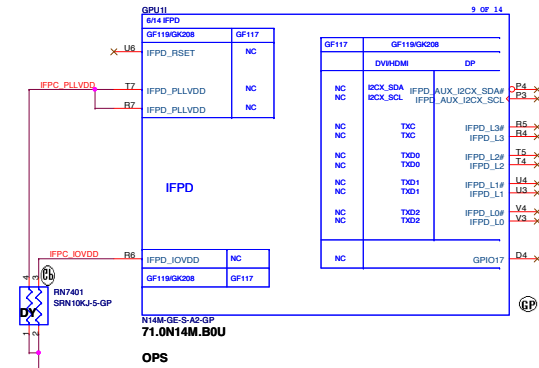 GPU1I
9 OF 14
6/14 IFPD
GF119/GK208
GF117
U6
IFPD_RSET
NC
IFPC_PLLVDD
T7
IFPD_PLLVDD
NC
R7
IFPD_PLLVDD
NC
GF117
GF119/GK208
DVI/HDMI
DP
NC
I2CX_SDA
IFPD_AUX_I2CX_SDA#
P4
NC
I2CX_SCL
IFPD_AUX_I2CX_SCL
P3
NC
TXC
IFPD_L3#
R5
NC
TXC
IFPD_L3
R4
NC
TXD0
IFPD_L2#
T5
NC
TXD0
IFPD_L2
T4
NC
TXD1
IFPD_L1#
U4
NC
TXD1
IFPD_L1
U3
NC
TXD2
IFPD_L0#
V4
NC
TXD2
IFPD_L0
V3
NC
GPIO17
D4
IFPD
IFPC_IOVDD
R6
IFPD_IOVDD
NC
GF119/GK208
GF117
4
3
RN7401
SRN10KJ-5-GP
DY
1
2
GP
N14M-GE-S-A2-GP
71.0N14M.B0U
OPS